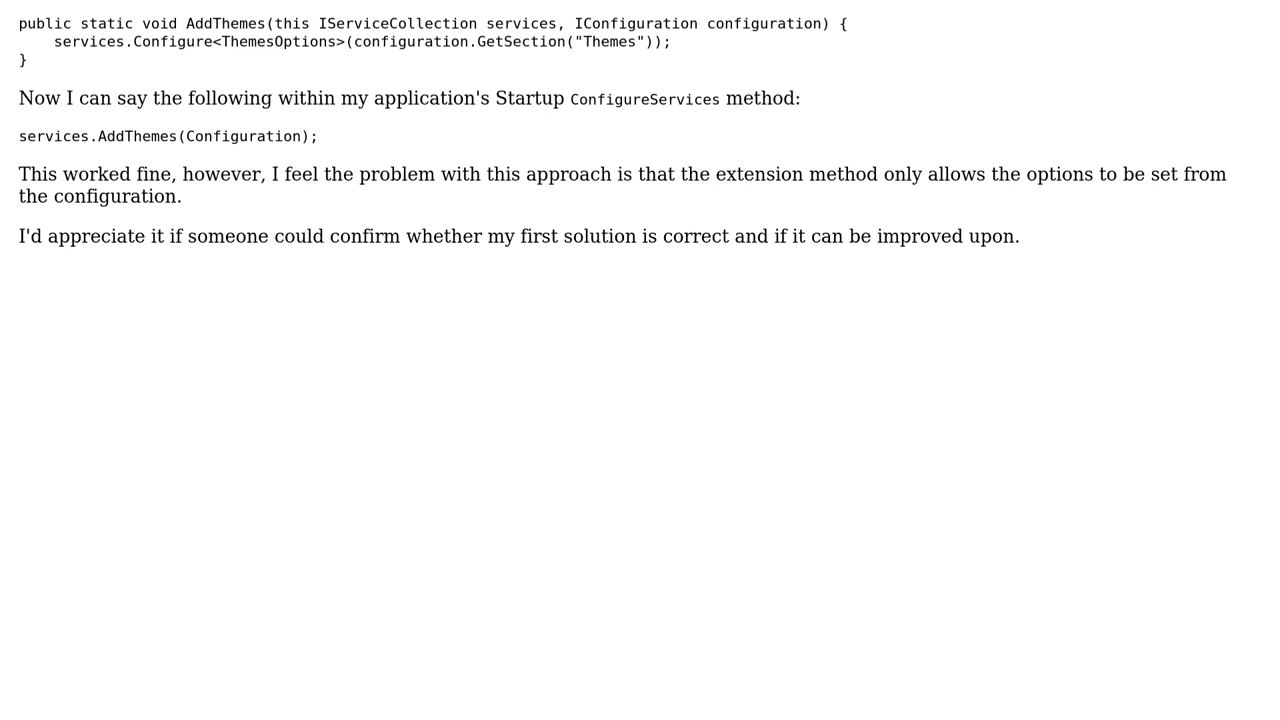 public static void AddThemes(this IServiceCollection services, IConfiguration configuration) {
    services.Configure<ThemesOptions>(configuration.GetSection("Themes"));
}
Now I can say the following within my application's Startup ConfigureServices method:
services.AddThemes(Configuration);
This worked fine, however, I feel the problem with this approach is that the extension method only allows the options to be set from
the configuration.
I'd appreciate it if someone could confirm whether my first solution is correct and if it can be improved upon.